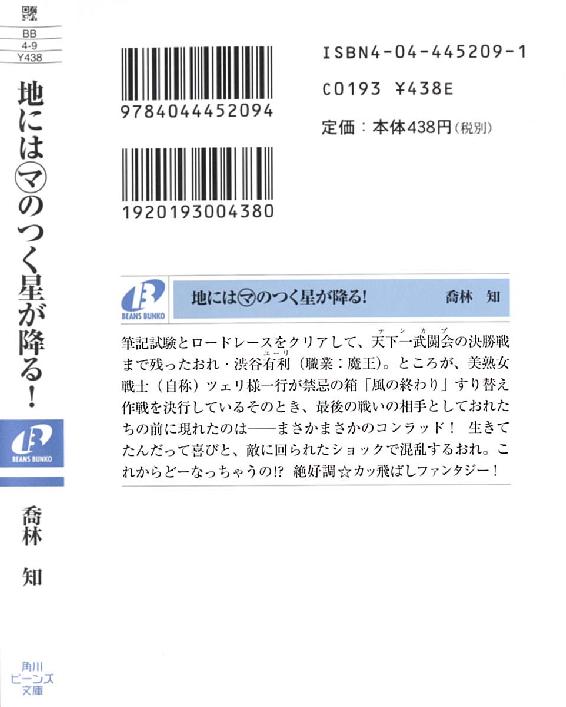 BB
4-9
Y438
地には㋮のつく星が降る!
BEANS BUNKO
喬林 知
角川
ビーンズ
文庫
9784044452094
1920193004380
ISBN4-04-445209-1
C0193 ¥438E
定価:本体438円(税別)
BEANS BUNKO
地には㋮のつく星が降る!
喬林 知
テンカブ
筆記試験とロードレースをクリアして、天下一武闘会の決勝戦
ユーリ
まで残ったおれ・渋谷有利(職業:魔王)。ところが、美熟女
戦士(自称)ツェリ様一行が禁忌の箱「風の終わり」すり替え
作戦を決行しているそのとき、最後の戦いの相手としておれた
ちの前に現れたのは――まさかまさかのコンラッド! 生きて
たんだって喜びと、敵に回られたショックで混乱するおれ。こ
れからどーなっちゃうの!? 絶好調☆カッ飛ばしファンタジー!